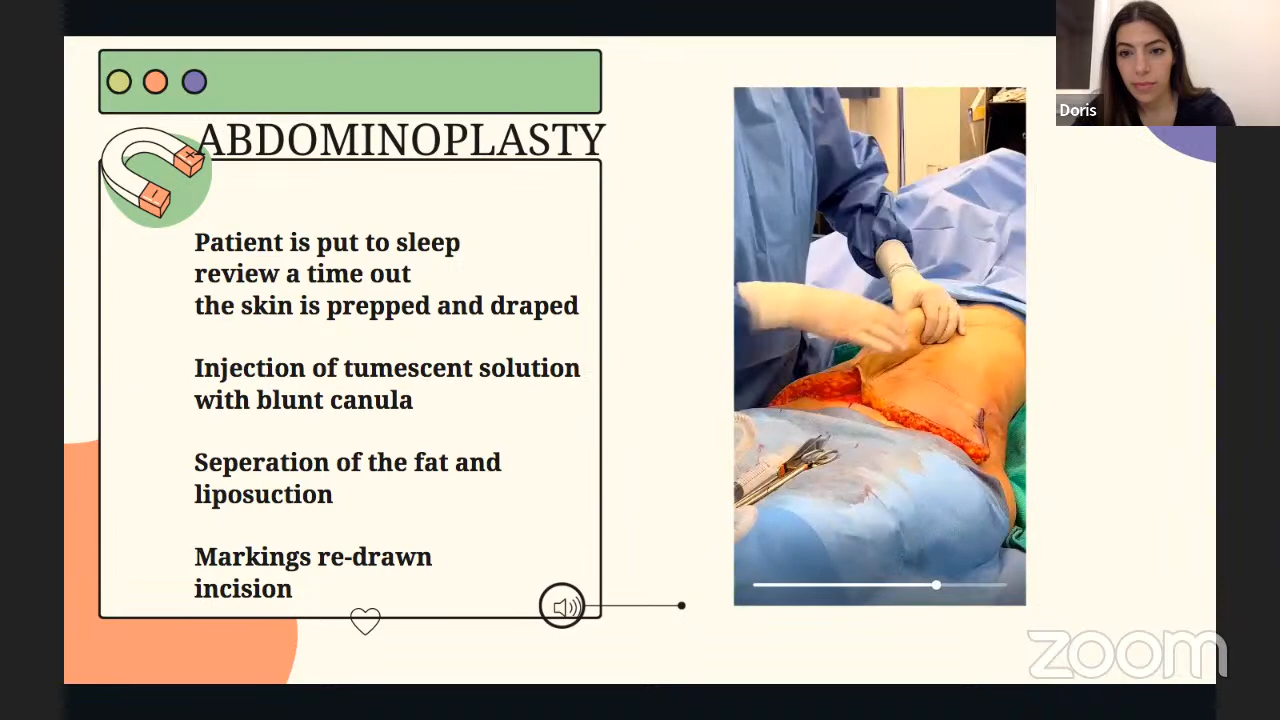 Doris
ABDOMINOPLASTY
Patient is put to sleep
review a time out
the skin is prepped and draped
Injection of tumescent solution
with blunt canula
Seperation of the fat and
liposuction
Markings re-drawn
incision
zoom